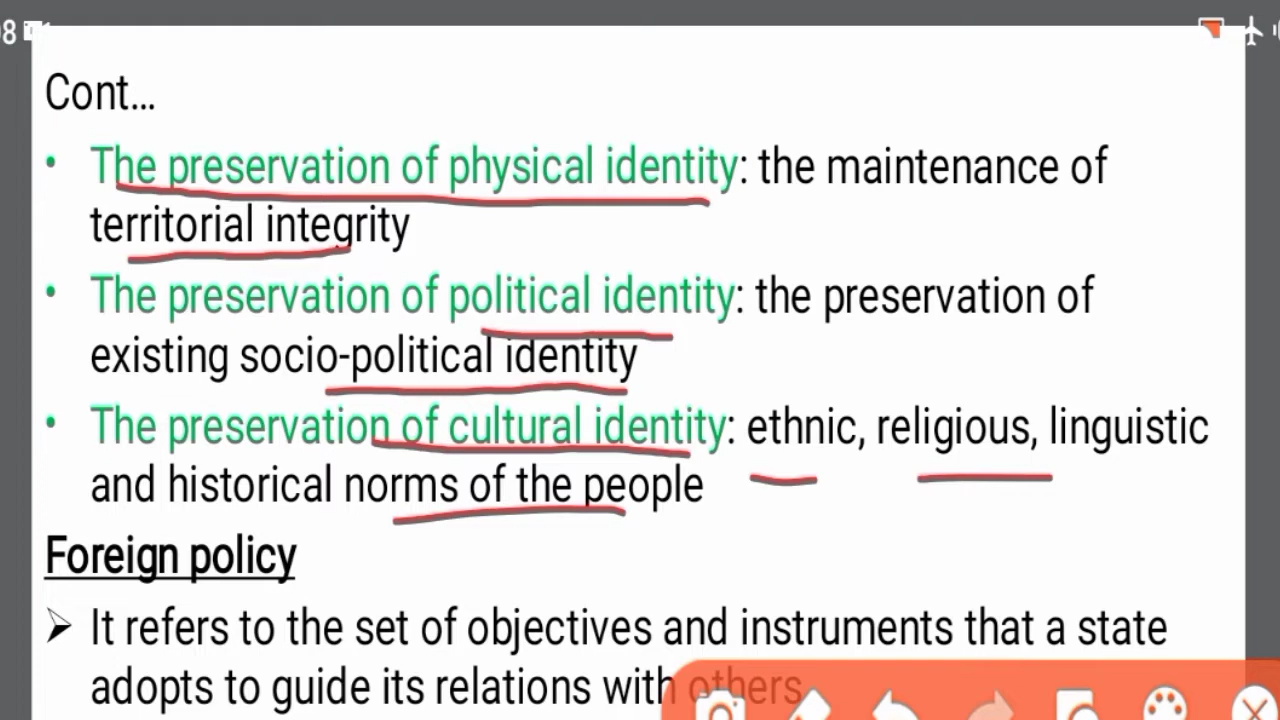 08
Cont...
• The preservation of physical identity: the maintenance of
territorial integrity
• The preservation of political identity: the preservation of
existing socio-political identity
• The preservation of cultural identity: ethnic, religious, linguistic
and historical norms of the people
Foreign policy
➢ It refers to the set of objectives and instruments that a state
adopts to guide its relations with others